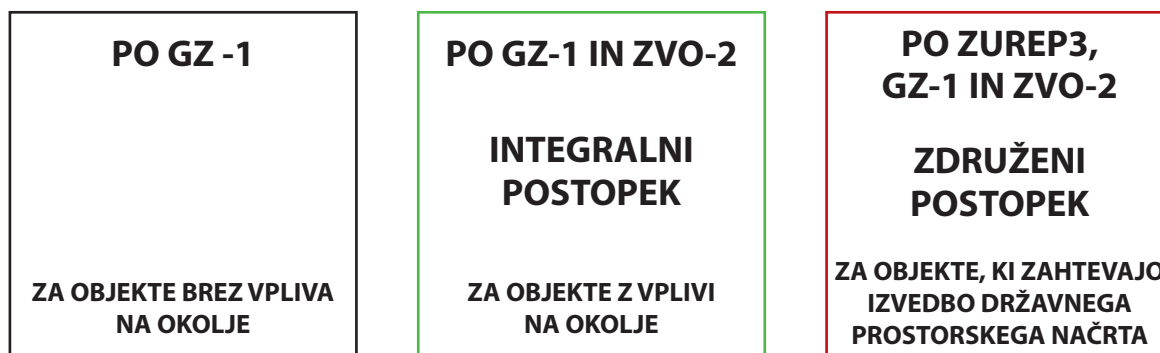 PO GZ -1
ZA OBJEKTE BREZ VPLIVA
NA OKOLJE
PO GZ-1 IN ZVO-2
INTEGRALNI
POSTOPEK
ZA OBJEKTE Z VPLIVI
NA OKOLJE
PO ZUREP3,
GZ-1 IN ZVO-2
ZDRUŽENI
POSTOPEK
ZA OBJEKTE, KI ZAHTEVAJO
IZVEDBO DRŽAVNEGA
PROSTORSKEGA NAČRTA